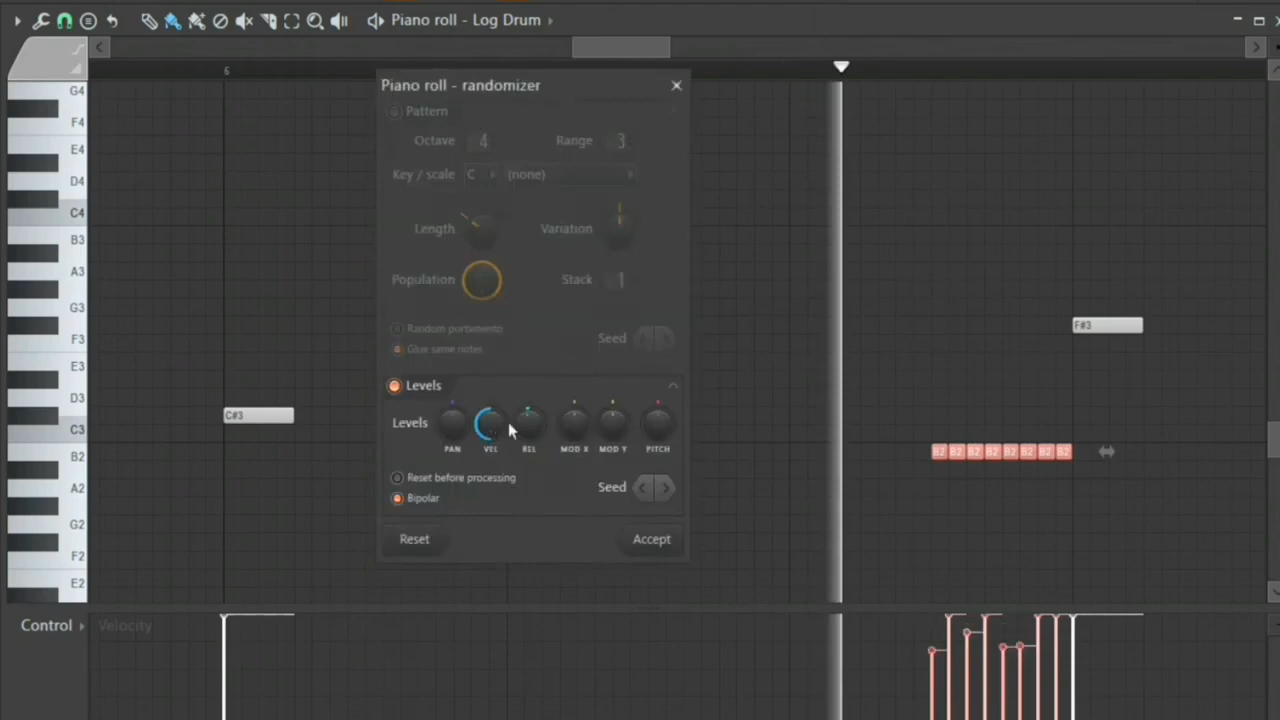 Piano roll - Log Drum
6
Piano roll - randomizer
Pattern
Octave 4 Range 3
Key / scale C (none)
Length Variation
Population Stack 1
Random portamento
Glue same notes
Seed
Levels
Levels
PAN VEL REL MOD X MOD Y PITCH
Reset before processing
Bipolar
Seed
Reset Accept
G4
F4
E4
D4
C4
B3
A3
G3
F3
E3
D3
C3
B2
A2
G2
F2
E2
C#3
F#3
B2 B2 B2 B2 B2 B2 B2 B2
Control Velocity